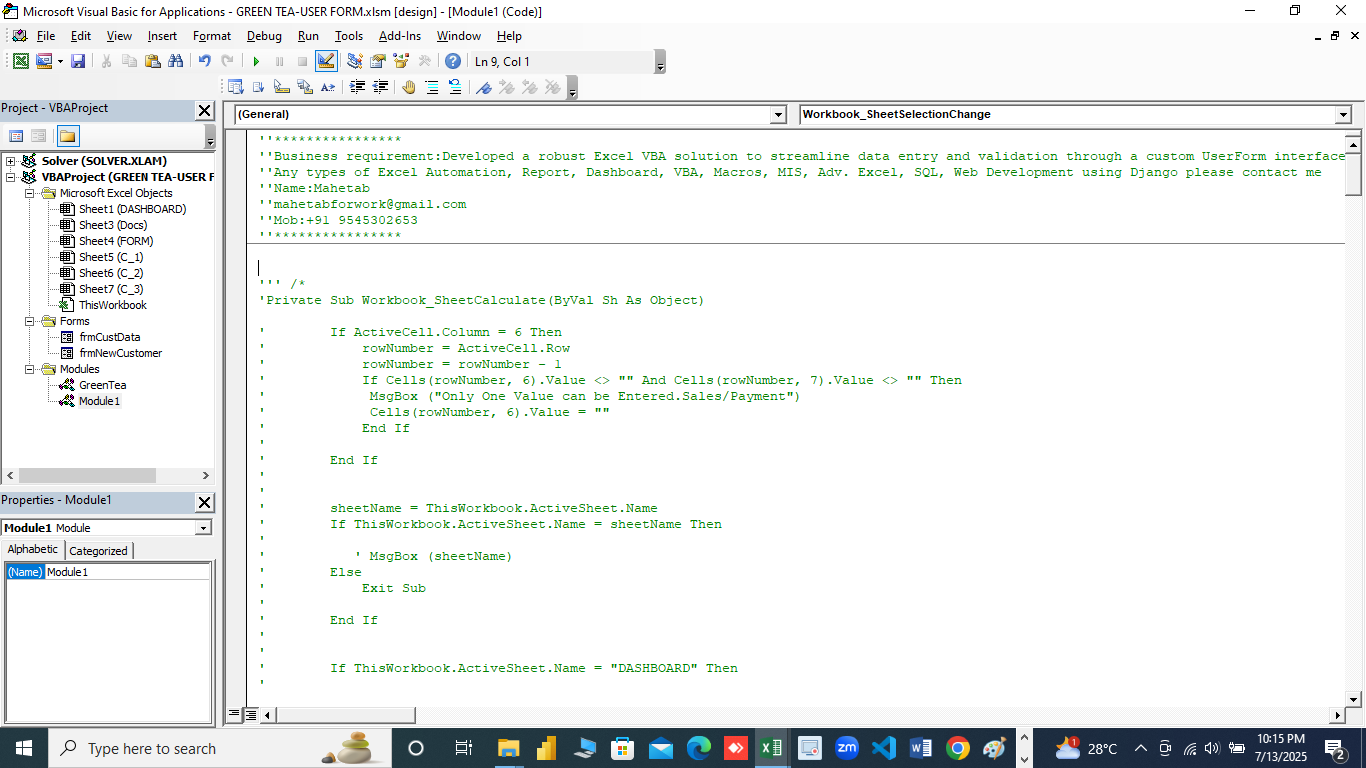 Microsoft Visual Basic for Applications - GREEN TEA-USER FORM.xlsm [design] - [Module1 (Code)]
File Edit View Insert Format Debug Run Tools Add-Ins Window Help
Ln 9, Col 1
Project - VBAProject
Solver (SOLVER.XLAM)
VBAProject (GREEN TEA-USER F
Microsoft Excel Objects
Sheet1 (DASHBOARD)
Sheet3 (Docs)
Sheet4 (FORM)
Sheet5 (C_1)
Sheet6 (C_2)
Sheet7 (C_3)
ThisWorkbook
Forms
frmCustData
frmNewCustomer
Modules
GreenTea
Module1
Properties - Module1
Module1 Module
Alphabetic Categorized
(Name) Module1
(General) Workbook_SheetSelectionChange
''****************
''Business requirement:Developed a robust Excel VBA solution to streamline data entry and validation through a custom UserForm interface
''Any types of Excel Automation, Report, Dashboard, VBA, Macros, MIS, Adv. Excel, SQL, Web Development using Django please contact me
''Name:Mahetab
''mahetabforwork@gmail.com
''Mob:+91 9545302653
''****************
''' /*
'Private Sub Workbook_SheetCalculate(ByVal Sh As Object)
'        If ActiveCell.Column = 6 Then
'            rowNumber = ActiveCell.Row
'            rowNumber = rowNumber - 1
'            If Cells(rowNumber, 6).Value <> "" And Cells(rowNumber, 7).Value <> "" Then
'             MsgBox ("Only One Value can be Entered.Sales/Payment")
'             Cells(rowNumber, 6).Value = ""
'            End If
'
'        End If
'
'
'        sheetName = ThisWorkbook.ActiveSheet.Name
'        If ThisWorkbook.ActiveSheet.Name = sheetName Then
'
'           ' MsgBox (sheetName)
'        Else
'            Exit Sub
'
'        End If
'
'
'        If ThisWorkbook.ActiveSheet.Name = "DASHBOARD" Then
'
Type here to search
zm
1
28°C
10:15 PM
7/13/2025
2